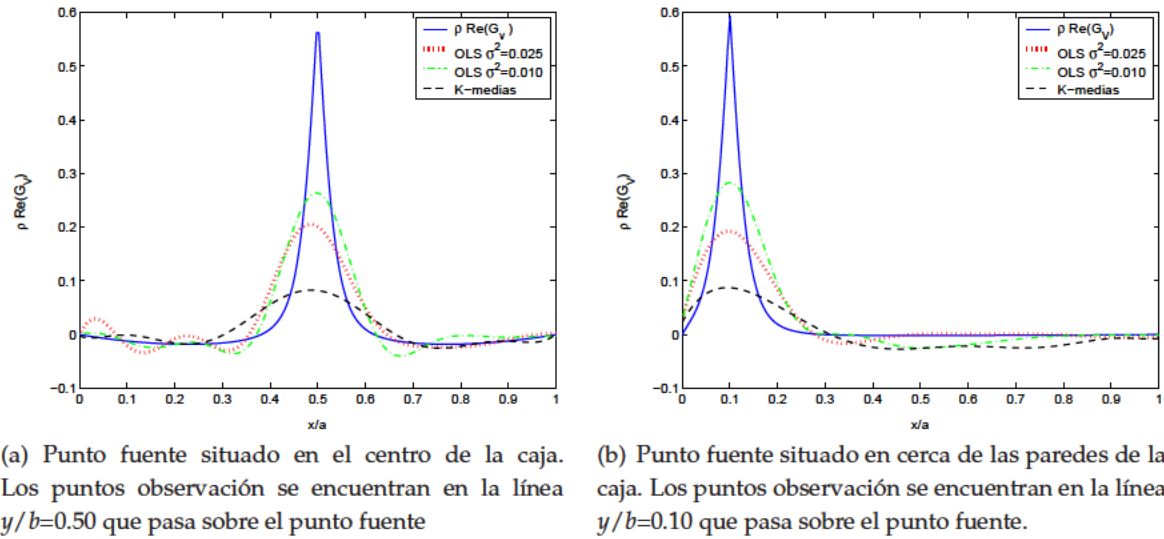 0.6
0.5
0.4
0.3
0.2
0.1
0
−0.1
ρ Re(G_V)
0 0.1 0.2 0.3 0.4 0.5 0.6 0.7 0.8 0.9 1
x/a
ρ Re(G_V)
OLS σ²=0.025
OLS σ²=0.010
K−medias
(a) Punto fuente situado en el centro de la caja.
Los puntos observación se encuentran en la línea
y/b=0.50 que pasa sobre el punto fuente
0.6
0.5
0.4
0.3
0.2
0.1
0
−0.1
ρ Re(G_V)
0 0.1 0.2 0.3 0.4 0.5 0.6 0.7 0.8 0.9 1
x/a
ρ Re(G_V)
OLS σ²=0.025
OLS σ²=0.010
K−medias
(b) Punto fuente situado en cerca de las paredes de la
caja. Los puntos observación se encuentran en la línea
y/b=0.10 que pasa sobre el punto fuente.